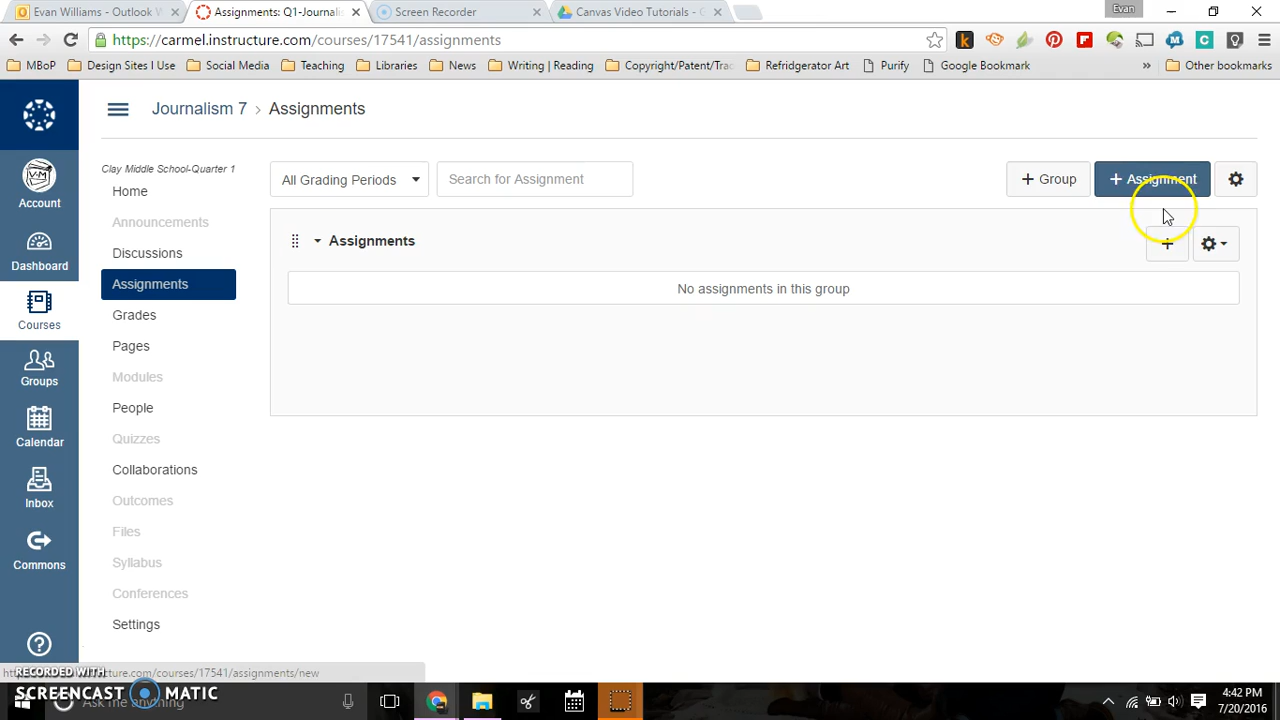 Evan Williams - Outlook
Assignments: Q1-Journalis
Screen Recorder
Canvas Video Tutorials - G
Evan
https://carmel.instructure.com/courses/17541/assignments
MBoP
Design Sites I Use
Social Media
Teaching
Libraries
News
Writing | Reading
Copyright/Patent/Trac
Refridgerator Art
Purify
Google Bookmark
»
Other bookmarks
Journalism 7 > Assignments
Clay Middle School-Quarter 1
Home
Announcements
Discussions
Assignments
Grades
Pages
Modules
People
Quizzes
Collaborations
Outcomes
Files
Syllabus
Conferences
Settings
Account
Dashboard
Courses
Groups
Calendar
Inbox
Commons
All Grading Periods
Search for Assignment
+ Group
+ Assignment
Assignments
+
No assignments in this group
RECORDED WITH
SCREENCAST MATIC
cture.com/courses/17541/assignments/new
Ask me anything
4:42 PM
7/20/2016